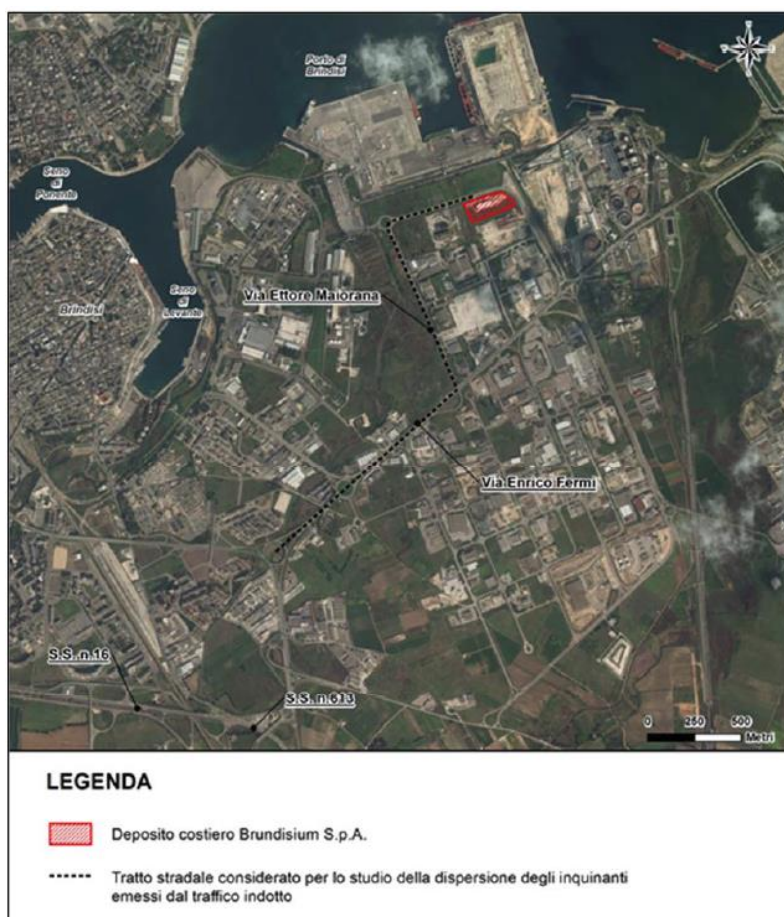 Porto di
Brindisi
Seno
di
Ponente
Via Ettore Maiorana
Brindisi
Seno
di
Levante
Via Enrico Fermi
S.S. n.16
S.S. n.613
0 250 500
Metri
LEGENDA
Deposito costiero Brundisium S.p.A.
Tratto stradale considerato per lo studio della dispersione degli inquinanti
emessi dal traffico indotto